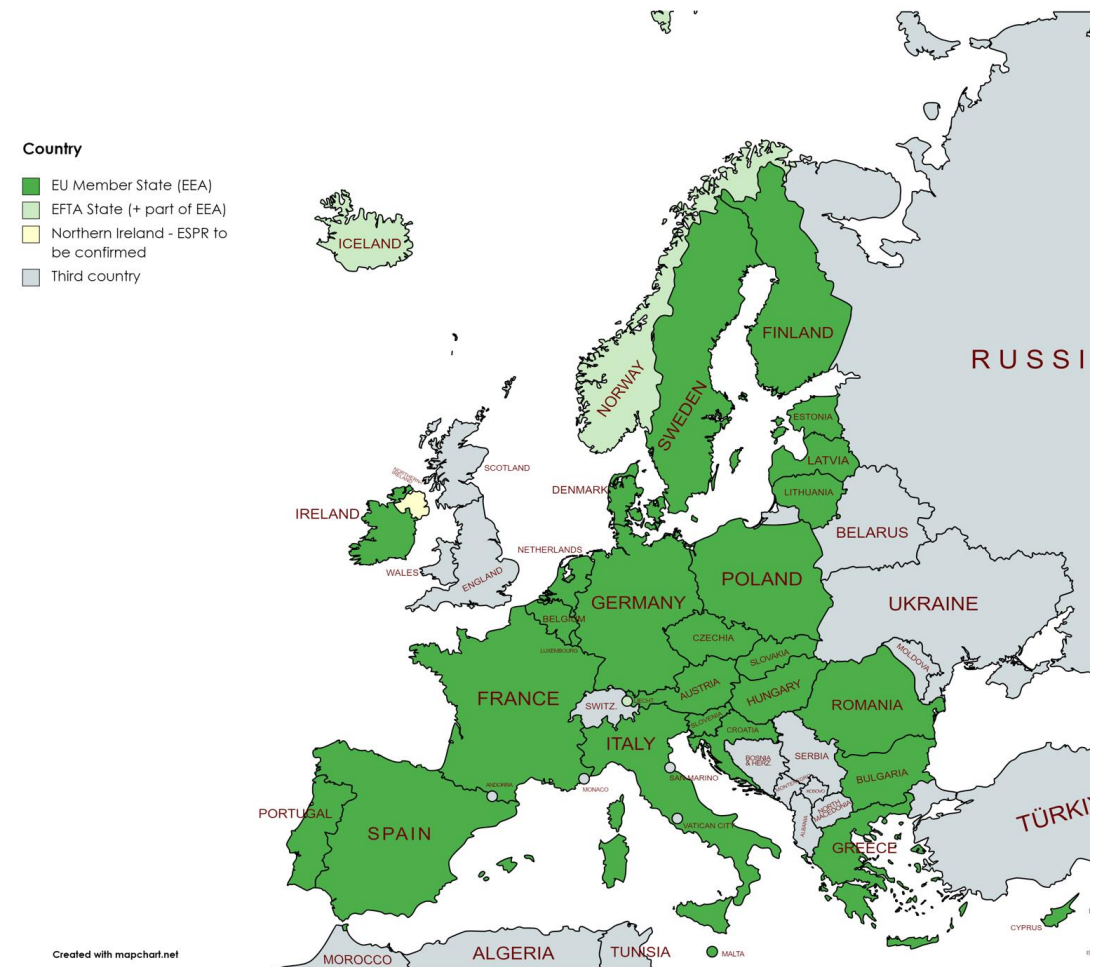 Country
EU Member State (EEA)
EFTA State (+ part of EEA)
Northern Ireland - ESPR to
be confirmed
Third country
ICELAND
FINLAND
RUSSI
NORWAY
SWEDEN
ESTONIA
SCOTLAND
LATVIA
NORTHERN
IRELAND
DENMARK
LITHUANIA
IRELAND
BELARUS
NETHERLANDS
WALES
ENGLAND
POLAND
GERMANY
UKRAINE
BELGIUM
CZECHIA
LUXEMBOURG
SLOVAKIA
MOLDOVA
AUSTRIA
HUNGARY
FRANCE
SWITZ.
LIECHT
ROMANIA
SLOVENIA
CROATIA
ITALY
BOSNIA
& HERZ.
SERBIA
SAN MARINO
BULGARIA
ANDORRA
MONACO
MONTENEGRO
KOSOVO
NORTH
MACEDONIA
PORTUGAL
SPAIN
VATICAN CITY
ALBANIA
TÜRKI
GREECE
CYPRUS
Created with mapchart.net
MOROCCO
ALGERIA
TUNISIA
MALTA